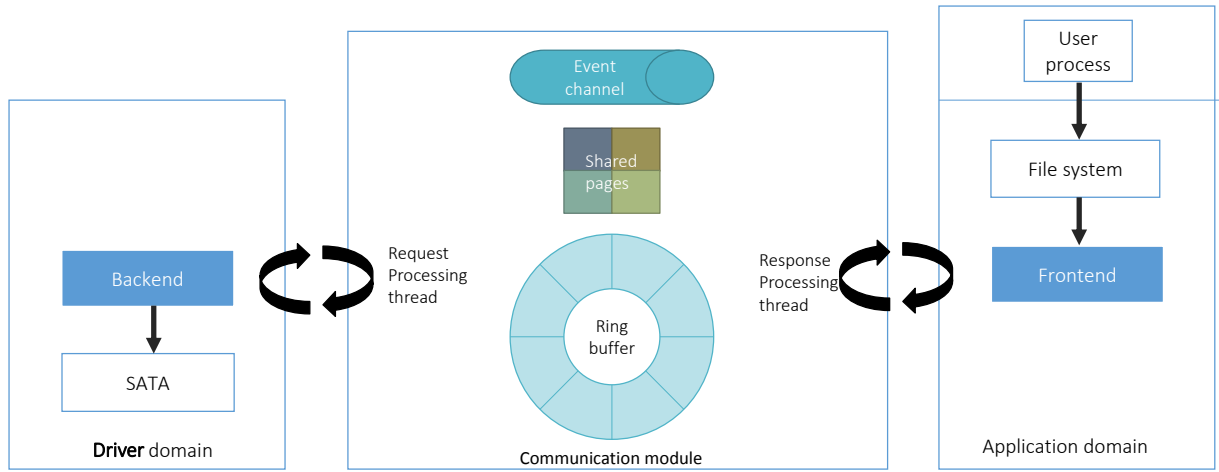 Backend
SATA
Driver domain
Event
channel
Shared
pages
Request
Processing
thread
Ring
buffer
Response
Processing
thread
Communication module
User
process
File system
Frontend
Application domain